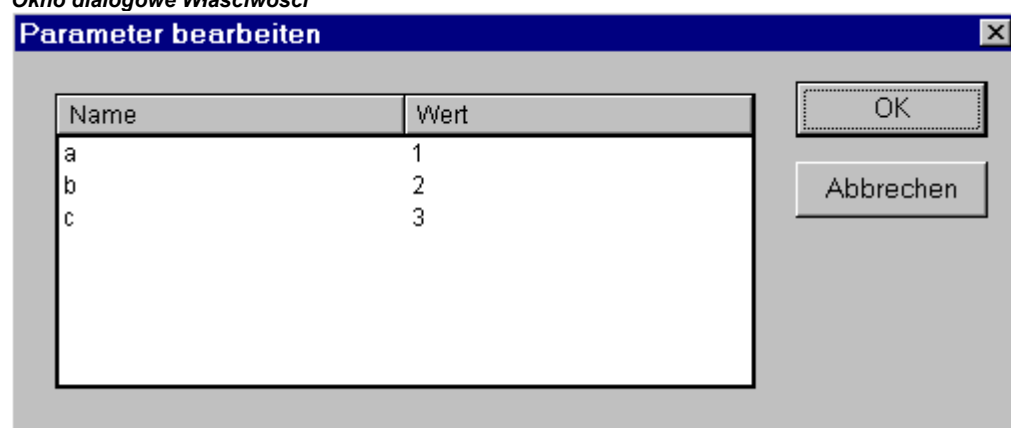 Okno dialogowe Właściwości
Parameter bearbeiten
Name Wert
a 1
b 2
c 3
OK
Abbrechen